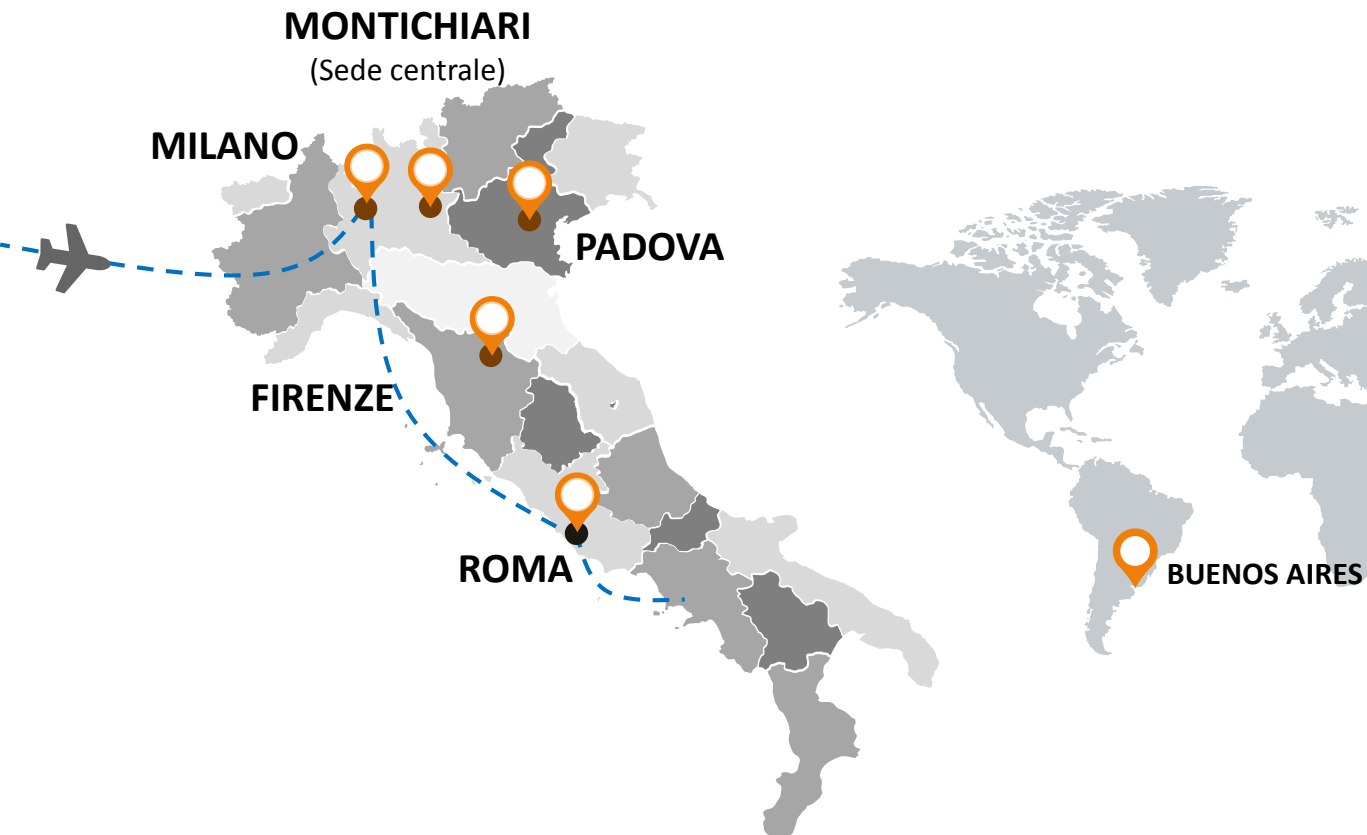 MONTICHIARI
(Sede centrale)
MILANO
PADOVA
FIRENZE
ROMA
BUENOS AIRES